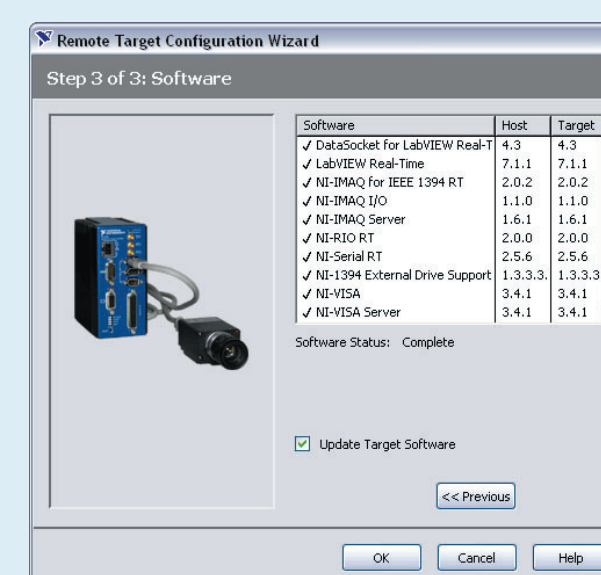 Remote Target Configuration Wizard
Step 3 of 3: Software
Software Host Target
✓ DataSocket for LabVIEW Real-T 4.3 4.3
✓ LabVIEW Real-Time 7.1.1 7.1.1
✓ NI-IMAQ for IEEE 1394 RT 2.0.2 2.0.2
✓ NI-IMAQ I/O 1.1.0 1.1.0
✓ NI-IMAQ Server 1.6.1 1.6.1
✓ NI-RIO RT 2.0.0 2.0.0
✓ NI-Serial RT 2.5.6 2.5.6
✓ NI-1394 External Drive Support 1.3.3.3. 1.3.3.3
✓ NI-VISA 3.4.1 3.4.1
✓ NI-VISA Server 3.4.1 3.4.1
Software Status: Complete
Update Target Software
<< Previous
OK Cancel Help